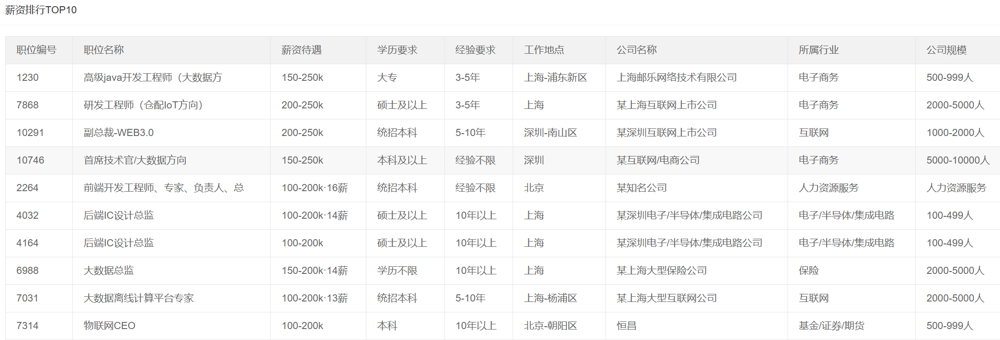 薪资排行TOP10
职位编号 职位名称 薪资待遇 学历要求 经验要求 工作地点 公司名称 所属行业 公司规模
1230 高级java开发工程师（大数据方 150-250k 大专 3-5年 上海-浦东新区 上海邮乐网络技术有限公司 电子商务 500-999人
7868 研发工程师（仓配IoT方向） 200-250k 硕士及以上 3-5年 上海 某上海互联网上市公司 电子商务 2000-5000人
10291 副总裁-WEB3.0 200-250k 统招本科 5-10年 深圳-南山区 某深圳互联网上市公司 互联网 1000-2000人
10746 首席技术官/大数据方向 150-250k 本科及以上 经验不限 深圳 某互联网/电商公司 电子商务 5000-10000人
2264 前端开发工程师、专家、负责人、总 100-200k·16薪 统招本科 经验不限 北京 某知名公司 人力资源服务 人力资源服务
4032 后端IC设计总监 100-200k·14薪 硕士及以上 10年以上 上海 某深圳电子/半导体/集成电路公司 电子/半导体/集成电路 100-499人
4164 后端IC设计总监 100-200k 硕士及以上 10年以上 上海 某深圳电子/半导体/集成电路公司 电子/半导体/集成电路 100-499人
6988 大数据总监 150-200k·14薪 学历不限 10年以上 上海 某上海大型保险公司 保险 2000-5000人
7031 大数据离线计算平台专家 100-200k·13薪 统招本科 5-10年 上海-杨浦区 某上海大型互联网公司 互联网 2000-5000人
7314 物联网CEO 100-200k 本科 10年以上 北京-朝阳区 恒昌 基金/证券/期货 500-999人